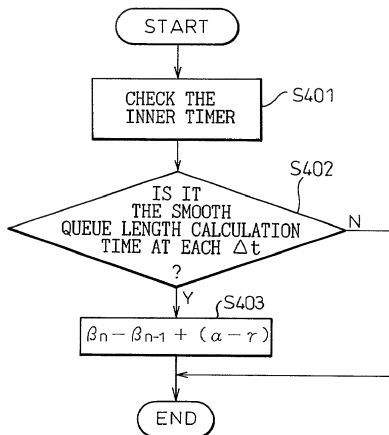 START
CHECK THE
INNER TIMER
S401
S402
IS IT
THE SMOOTH
QUEUE LENGTH CALCULATION
TIME AT EACH Δt
?
N
Y
S403
βn − βn-1 + (α − γ)
END